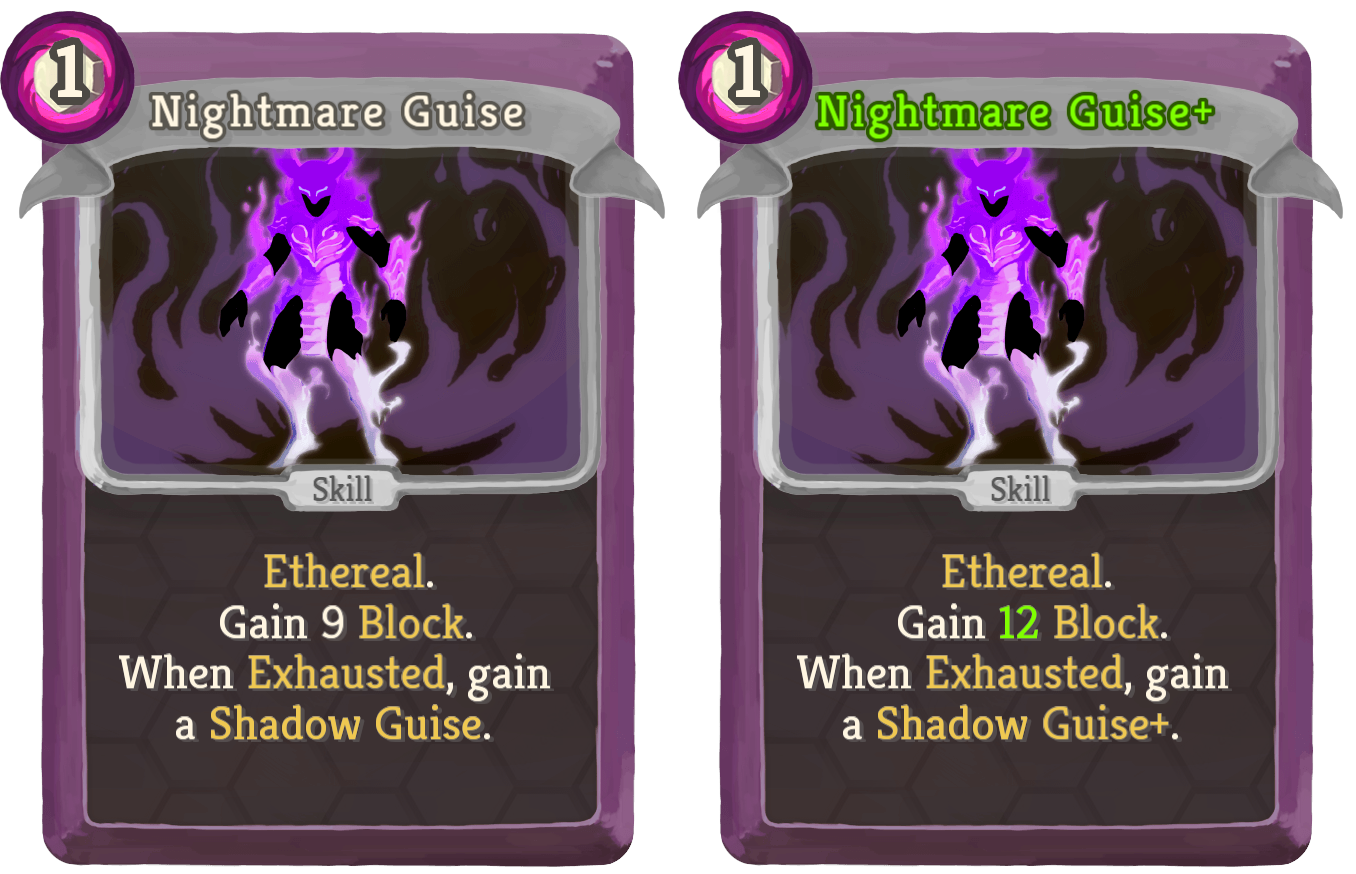 1
Nightmare Guise
Skill
Ethereal.
Gain 9 Block.
When Exhausted, gain
a Shadow Guise.
1
Nightmare Guise+
Skill
Ethereal.
Gain 12 Block.
When Exhausted, gain
a Shadow Guise+.